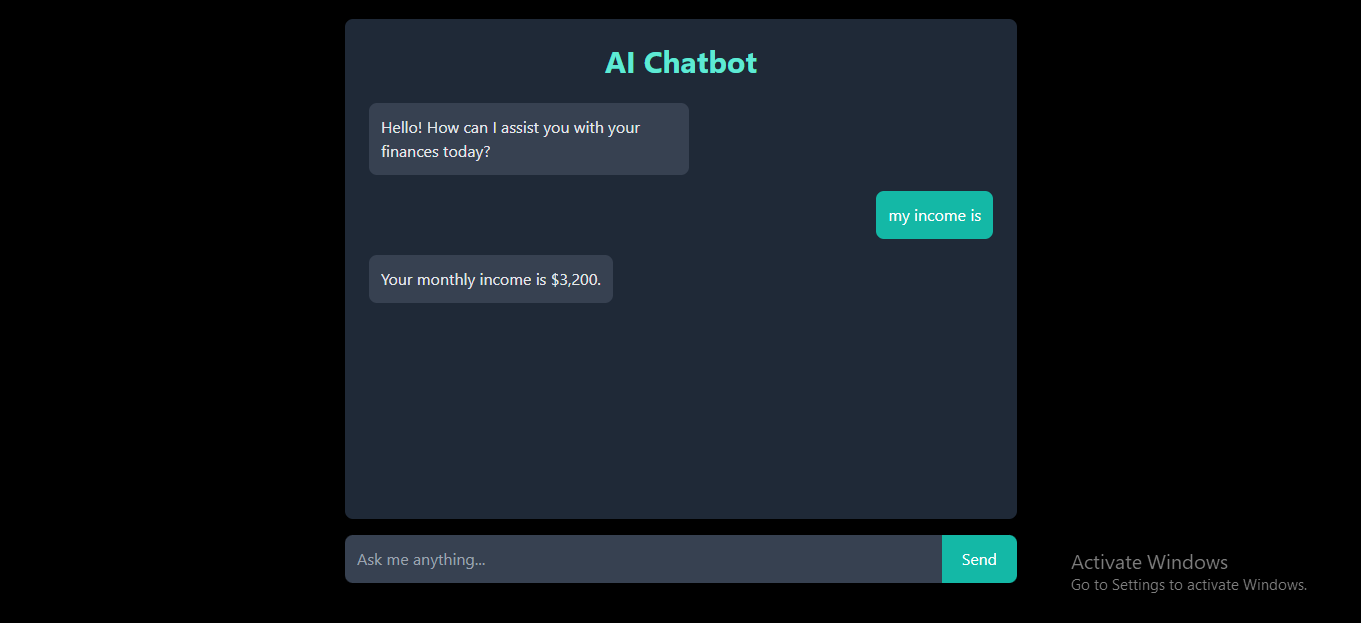 AI Chatbot
Hello! How can I assist you with your
finances today?
my income is
Your monthly income is $3,200.
Ask me anything...
Send
Activate Windows
Go to Settings to activate Windows.